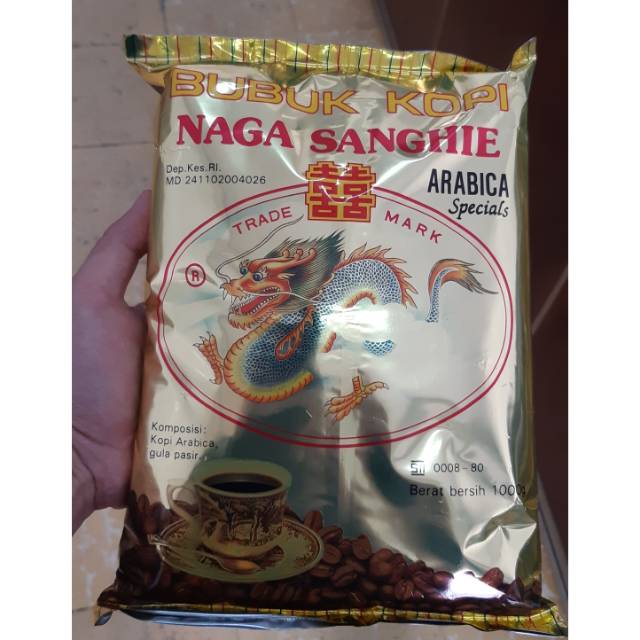 BUBUK KOPI
NAGA SANGHIE
Dep.Kes.RI.
MD 241102004026
ARABICA
Specials
囍
TRADE MARK
®
Komposisi:
Kopi Arabica,
gula pasir.
SII 0008-80
Berat bersih 1000g